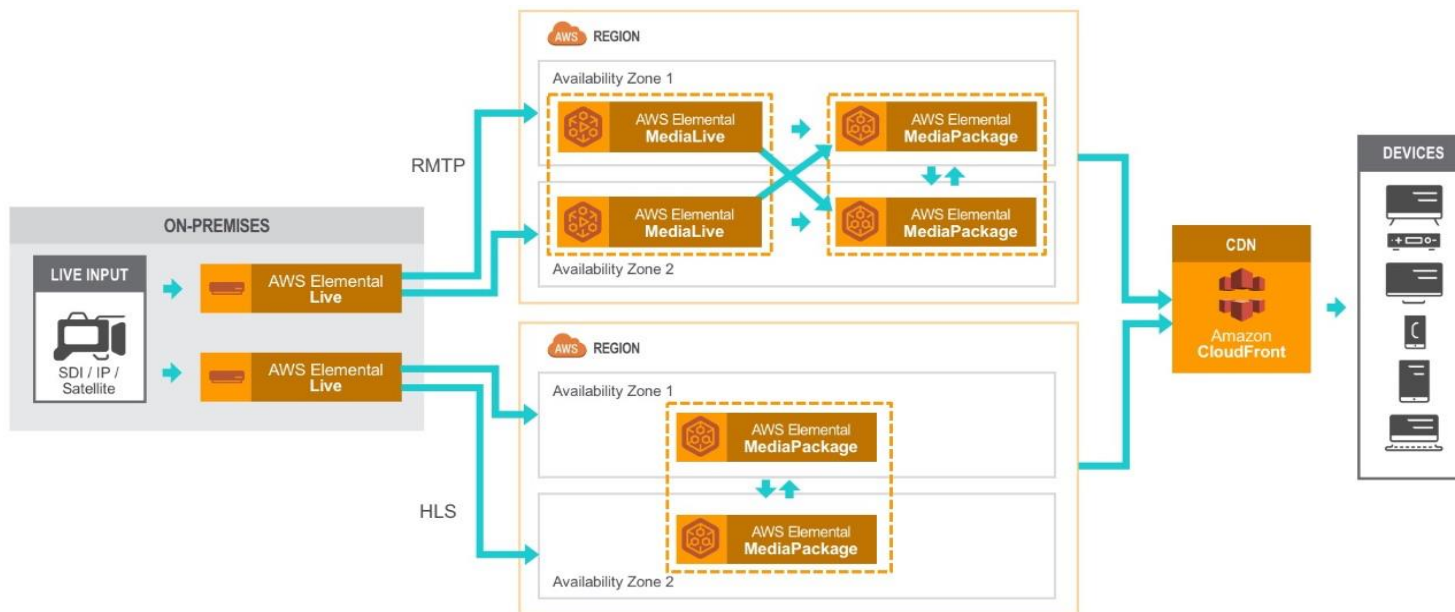 AWS REGION
Availability Zone 1
AWS Elemental
MediaLive
AWS Elemental
MediaPackage
RMTP
AWS Elemental
MediaLive
AWS Elemental
MediaPackage
Availability Zone 2
ON-PREMISES
LIVE INPUT
SDI / IP /
Satellite
AWS Elemental
Live
AWS Elemental
Live
AWS REGION
Availability Zone 1
AWS Elemental
MediaPackage
HLS
AWS Elemental
MediaPackage
Availability Zone 2
CDN
Amazon
CloudFront
DEVICES